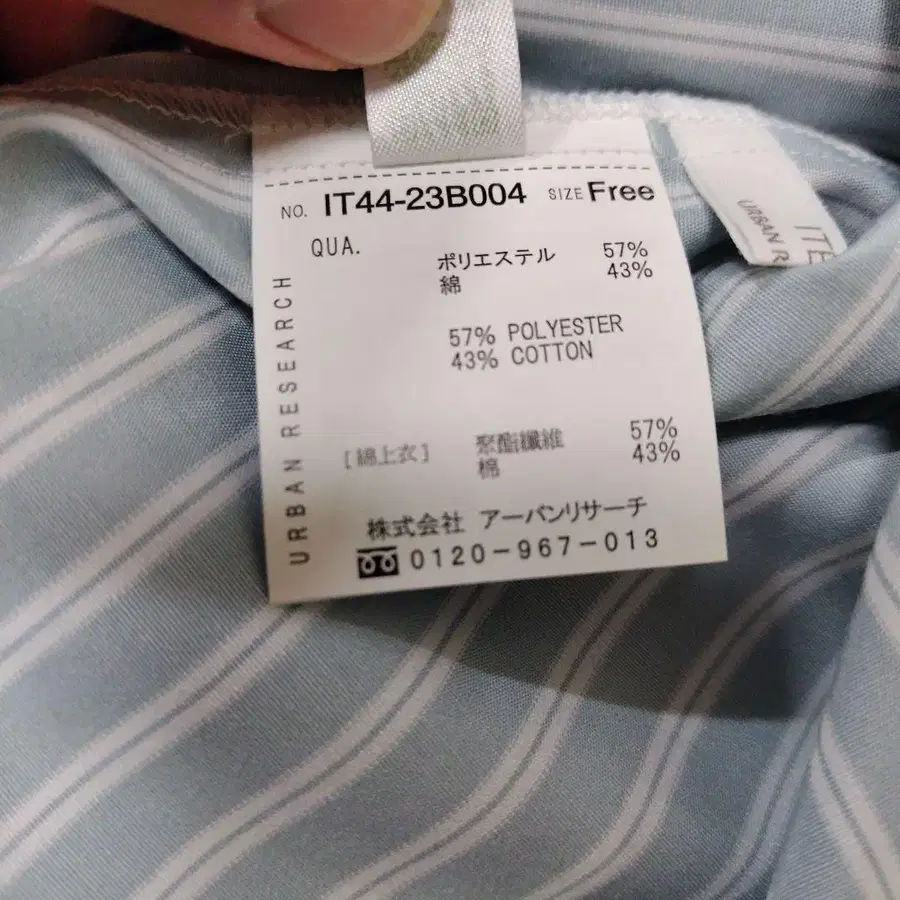 NO. IT44-23B004 SIZE Free
QUA.
ポリエステル 57%
綿 43%
57% POLYESTER
43% COTTON
[綿上衣] 聚酯纖維 57%
棉 43%
株式会社 アーバンリサーチ
0120-967-013
URBAN RESEARCH
ITE
URBAN R